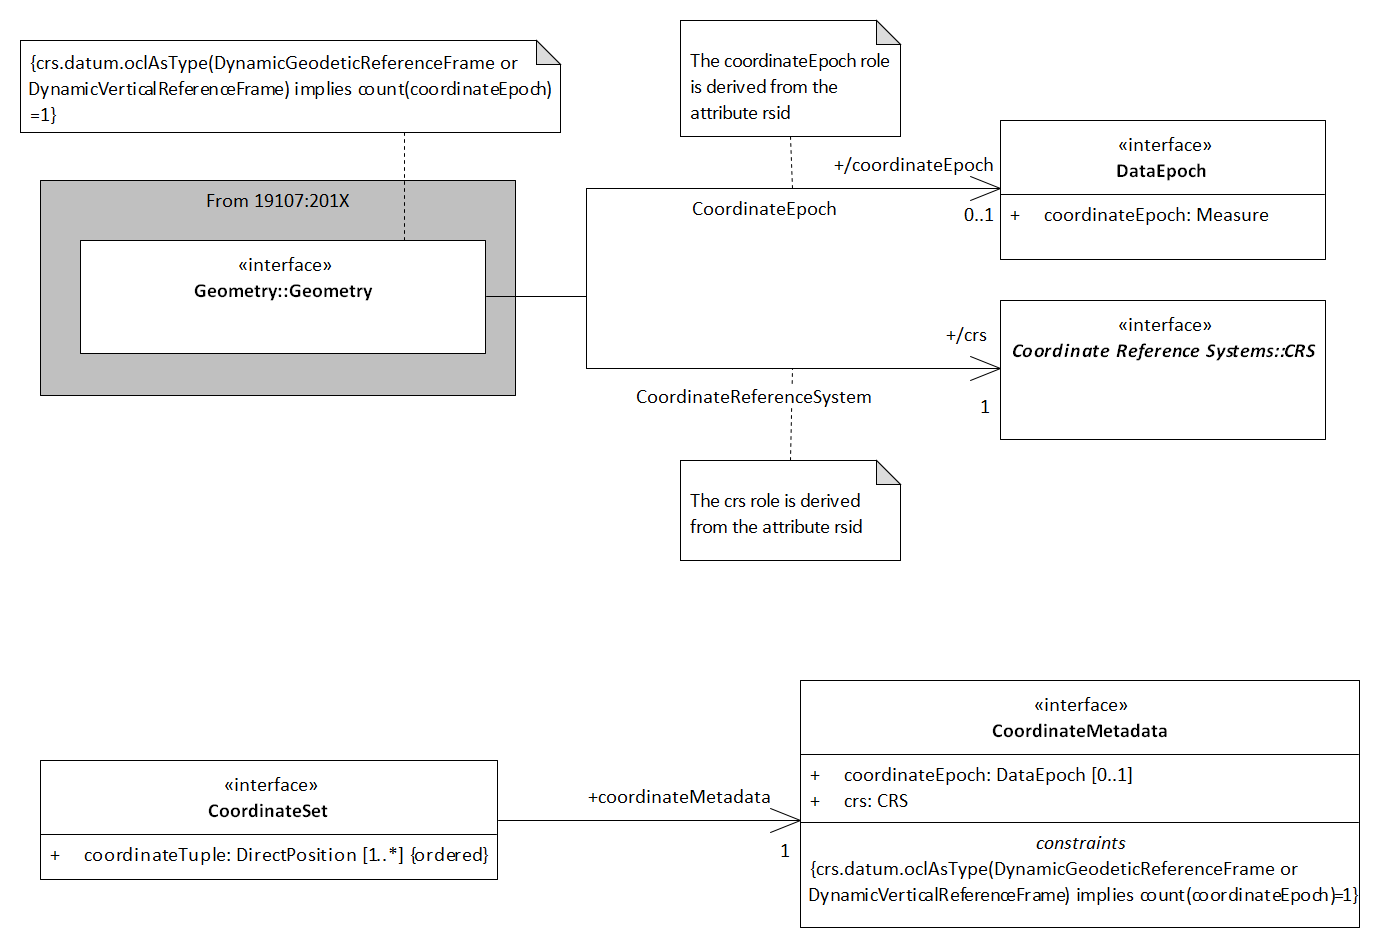 {crs.datum.oclAsType(DynamicGeodeticReferenceFrame or
DynamicVerticalReferenceFrame) implies count(coordinateEpoch)
=1}
The coordinateEpoch role
is derived from the
attribute rsid
From 19107:201X
«interface»
Geometry::Geometry
+/coordinateEpoch
CoordinateEpoch
0..1
«interface»
DataEpoch
+ coordinateEpoch: Measure
+/crs
CoordinateReferenceSystem
1
«interface»
Coordinate Reference Systems::CRS
The crs role is derived
from the attribute rsid
«interface»
CoordinateSet
+ coordinateTuple: DirectPosition [1..*] {ordered}
+coordinateMetadata
1
«interface»
CoordinateMetadata
+ coordinateEpoch: DataEpoch [0..1]
+ crs: CRS
constraints
{crs.datum.oclAsType(DynamicGeodeticReferenceFrame or
DynamicVerticalReferenceFrame) implies count(coordinateEpoch)=1}